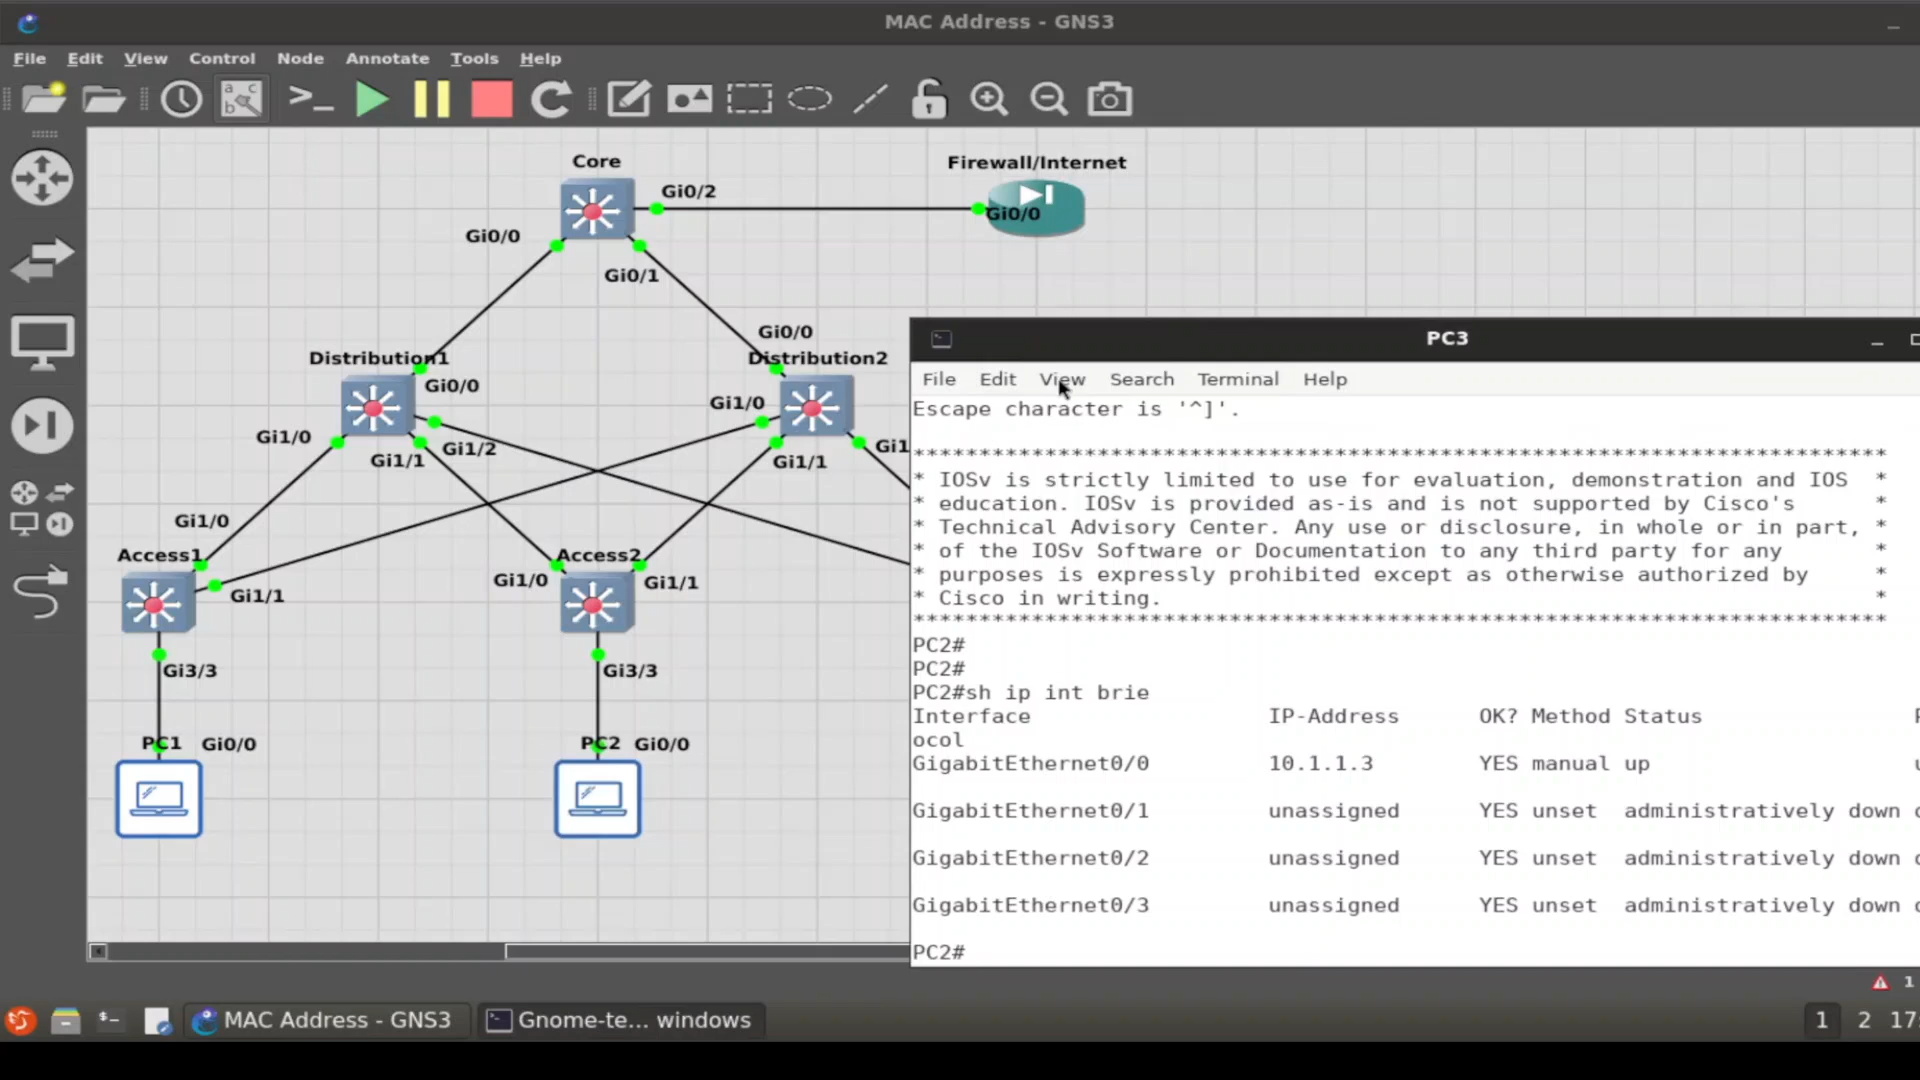 MAC Address - GNS3
File Edit View Control Node Annotate Tools Help
a c
b
>_
Core
Firewall/Internet
Gi0/2
Gi0/0
Gi0/0
Gi0/1
Gi0/0
Distribution1
Distribution2
Gi0/0
Gi1/0
Gi1/0
Gi1/1
Gi1/2
Gi1/1
Gi1
Gi1/0
Access1
Access2
Gi1/0
Gi1/1
Gi1/1
Gi3/3
Gi3/3
PC1 Gi0/0
PC2 Gi0/0
PC3
File Edit View Search Terminal Help
Escape character is '^]'.
**************************************************************************
* IOSv is strictly limited to use for evaluation, demonstration and IOS *
* education. IOSv is provided as-is and is not supported by Cisco's *
* Technical Advisory Center. Any use or disclosure, in whole or in part, *
* of the IOSv Software or Documentation to any third party for any *
* purposes is expressly prohibited except as otherwise authorized by *
* Cisco in writing. *
**************************************************************************
PC2#
PC2#
PC2#sh ip int brie
Interface IP-Address OK? Method Status
ocol
GigabitEthernet0/0 10.1.1.3 YES manual up
GigabitEthernet0/1 unassigned YES unset administratively down
GigabitEthernet0/2 unassigned YES unset administratively down
GigabitEthernet0/3 unassigned YES unset administratively down
PC2#
1
MAC Address - GNS3
Gnome-te... windows
1 2 17: